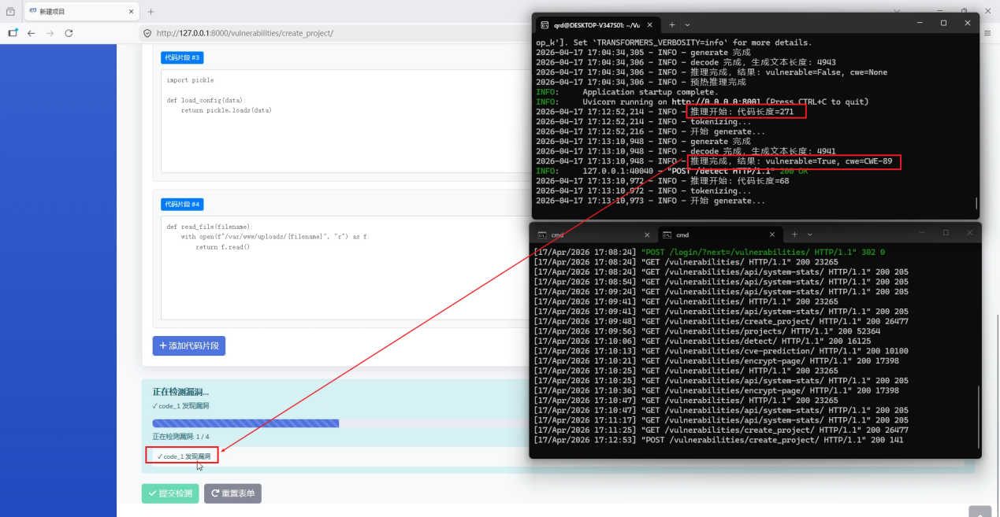 新建项目
http://127.0.0.1:8000/vulnerabilities/create_project/
代码片段 #3
import pickle
def load_config(data):
return pickle.loads(data)
代码片段 #4
def read_file(filename):
with open(f"/var/www/uploads/{filename}", "r") as f:
return f.read()
添加代码片段
正在检测漏洞...
✓ code_1 发现漏洞
正在检测漏洞: 1 / 4
✓ code_1 发现漏洞
提交检测
重置表单
qrd@DESKTOP-V347S01: ~/Vu
op_k']. Set `TRANSFORMERS_VERBOSITY=info` for more details.
2026-04-17 17:04:34,305 - INFO - generate 完成
2026-04-17 17:04:34,306 - INFO - decode 完成, 生成文本长度: 4943
2026-04-17 17:04:34,306 - INFO - 推理完成, 结果: vulnerable=False, cwe=None
2026-04-17 17:04:34,306 - INFO - 预热推理完成
INFO: Application startup complete.
INFO: Uvicorn running on http://0.0.0.0:8001 (Press CTRL+C to quit)
2026-04-17 17:12:52,214 - INFO - 推理开始: 代码长度=271
2026-04-17 17:12:52,214 - INFO - tokenizing...
2026-04-17 17:12:52,216 - INFO - 开始 generate...
2026-04-17 17:13:10,948 - INFO - generate 完成
2026-04-17 17:13:10,948 - INFO - decode 完成, 生成文本长度: 4941
2026-04-17 17:13:10,948 - INFO - 推理完成, 结果: vulnerable=True, cwe=CWE-89
INFO: 127.0.0.1:40040 - "POST /detect HTTP/1.1" 200 OK
2026-04-17 17:13:10,972 - INFO - 推理开始: 代码长度=68
2026-04-17 17:13:10,972 - INFO - tokenizing...
2026-04-17 17:13:10,973 - INFO - 开始 generate...
cmd
cmd
[17/Apr/2026 17:08:24] "POST /login/?next=/vulnerabilities/ HTTP/1.1" 302 0
[17/Apr/2026 17:08:24] "GET /vulnerabilities/ HTTP/1.1" 200 23265
[17/Apr/2026 17:08:24] "GET /vulnerabilities/api/system-stats/ HTTP/1.1" 200 205
[17/Apr/2026 17:08:54] "GET /vulnerabilities/api/system-stats/ HTTP/1.1" 200 205
[17/Apr/2026 17:09:24] "GET /vulnerabilities/api/system-stats/ HTTP/1.1" 200 205
[17/Apr/2026 17:09:41] "GET /vulnerabilities/ HTTP/1.1" 200 23265
[17/Apr/2026 17:09:41] "GET /vulnerabilities/api/system-stats/ HTTP/1.1" 200 205
[17/Apr/2026 17:09:48] "GET /vulnerabilities/create_project/ HTTP/1.1" 200 26477
[17/Apr/2026 17:09:56] "GET /vulnerabilities/projects/ HTTP/1.1" 200 52364
[17/Apr/2026 17:10:06] "GET /vulnerabilities/detect/ HTTP/1.1" 200 16125
[17/Apr/2026 17:10:13] "GET /vulnerabilities/cve-prediction/ HTTP/1.1" 200 10100
[17/Apr/2026 17:10:21] "GET /vulnerabilities/encrypt-page/ HTTP/1.1" 200 17398
[17/Apr/2026 17:10:25] "GET /vulnerabilities/ HTTP/1.1" 200 23265
[17/Apr/2026 17:10:25] "GET /vulnerabilities/api/system-stats/ HTTP/1.1" 200 205
[17/Apr/2026 17:10:36] "GET /vulnerabilities/encrypt-page/ HTTP/1.1" 200 17398
[17/Apr/2026 17:10:47] "GET /vulnerabilities/ HTTP/1.1" 200 23265
[17/Apr/2026 17:10:47] "GET /vulnerabilities/api/system-stats/ HTTP/1.1" 200 205
[17/Apr/2026 17:11:17] "GET /vulnerabilities/api/system-stats/ HTTP/1.1" 200 205
[17/Apr/2026 17:11:25] "GET /vulnerabilities/create_project/ HTTP/1.1" 200 26477
[17/Apr/2026 17:12:53] "POST /vulnerabilities/create_project/ HTTP/1.1" 200 141